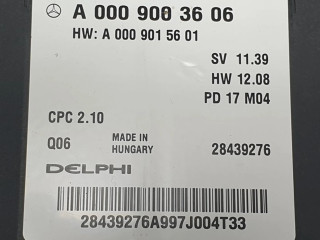 A 000 900 36 06
HW: A 000 901 56 01
SV 11.39
HW 12.08
PD 17 M04
CPC 2.10
Q06
MADE IN
HUNGARY
28439276
DELPHI
28439276A997J004T33